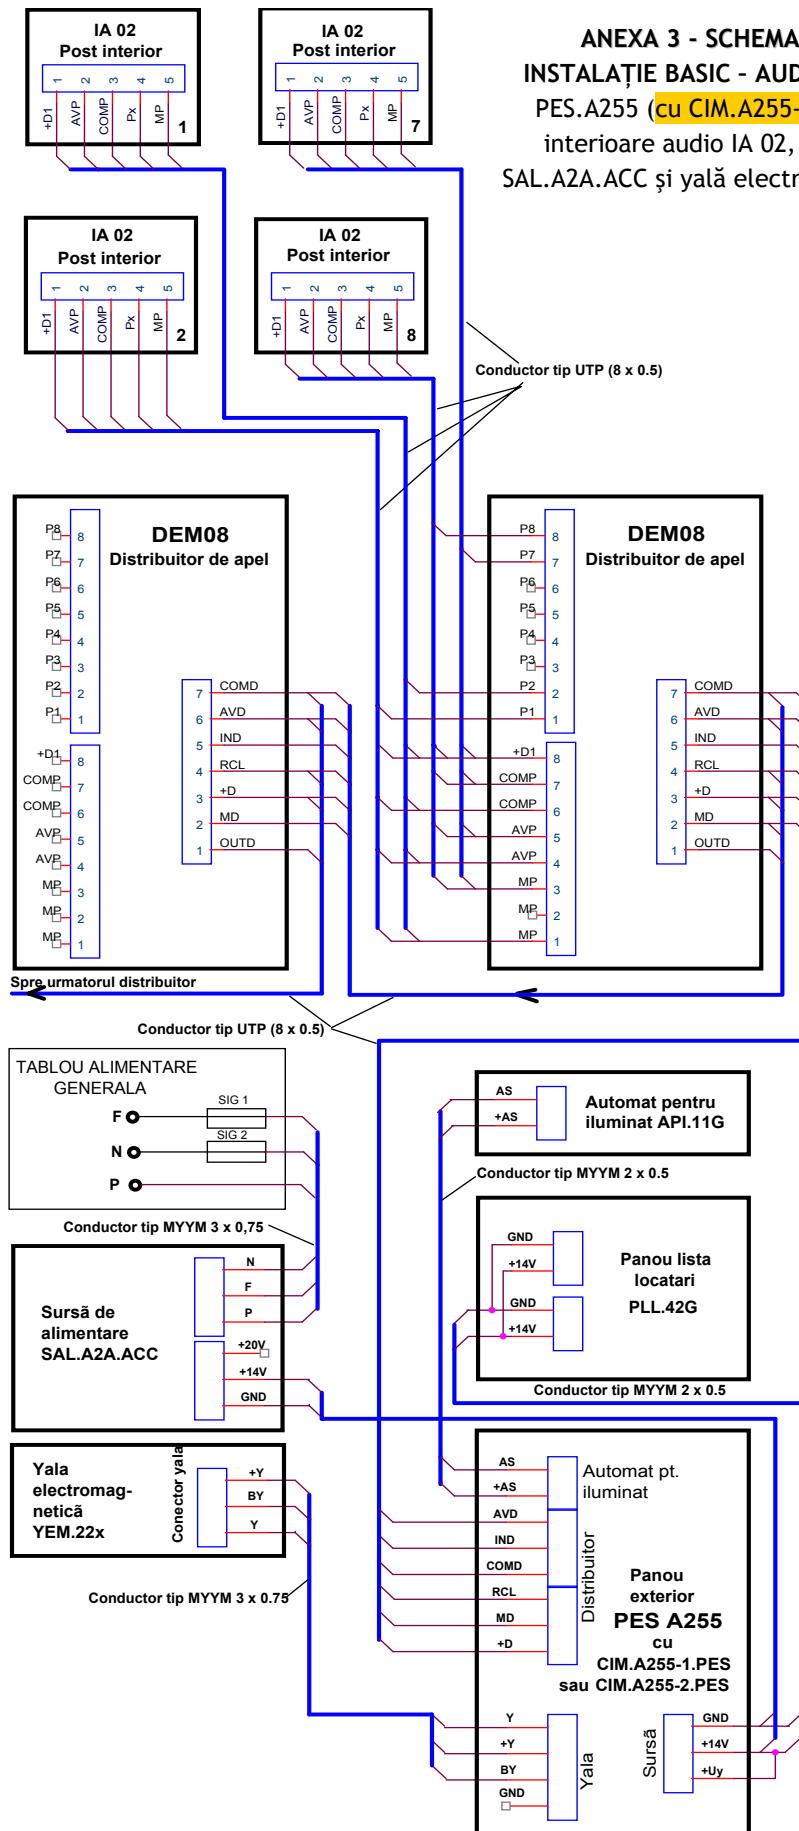 ANEXA 3 - SCHEMA
INSTALAȚIE BASIC - AUD
PES.A255 (cu CIM.A255-
interioare audio IA 02,
SAL.A2A.ACC și yală electr
IA 02
Post interior
1 2 3 4 5
+D1 AVP COMP Px MP
1
IA 02
Post interior
1 2 3 4 5
+D1 AVP COMP Px MP
7
IA 02
Post interior
1 2 3 4 5
+D1 AVP COMP Px MP
2
IA 02
Post interior
1 2 3 4 5
+D1 AVP COMP Px MP
8
Conductor tip UTP (8 x 0.5)
DEM08
Distribuitor de apel
P8 8
P7 7
P6 6
P5 5
P4 4
P3 3
P2 2
P1 1
+D1 8
COMP 7
COMP 6
AVP 5
AVP 4
MP 3
MP 2
MP 1
7 COMD
6 AVD
5 IND
4 RCL
3 +D
2 MD
1 OUTD
DEM08
Distribuitor de apel
P8 8
P7 7
P6 6
P5 5
P4 4
P3 3
P2 2
P1 1
+D1 8
COMP 7
COMP 6
AVP 5
AVP 4
MP 3
MP 2
MP 1
7 COMD
6 AVD
5 IND
4 RCL
3 +D
2 MD
1 OUTD
Spre urmatorul distribuitor
Conductor tip UTP (8 x 0.5)
TABLOU ALIMENTARE
GENERALA
F SIG 1
N SIG 2
P
Conductor tip MYYM 3 x 0,75
AS
+AS
Automat pentru
iluminat API.11G
Conductor tip MYYM 2 x 0.5
GND
+14V
GND
+14V
Panou lista
locatari
PLL.42G
Conductor tip MYYM 2 x 0.5
Sursã de
alimentare
SAL.A2A.ACC
N
F
P
+20V
+14V
GND
Yala
electromag-
neticã
YEM.22x
Conector yala
+Y
BY
Y
Conductor tip MYYM 3 x 0.75
AS
+AS
Automat pt.
iluminat
AVD
IND
COMD
RCL
MD
+D
Distribuitor
Panou
exterior
PES A255
cu
CIM.A255-1.PES
sau CIM.A255-2.PES
Y
+Y
BY
GND
Yala
Sursã
GND
+14V
+Uy